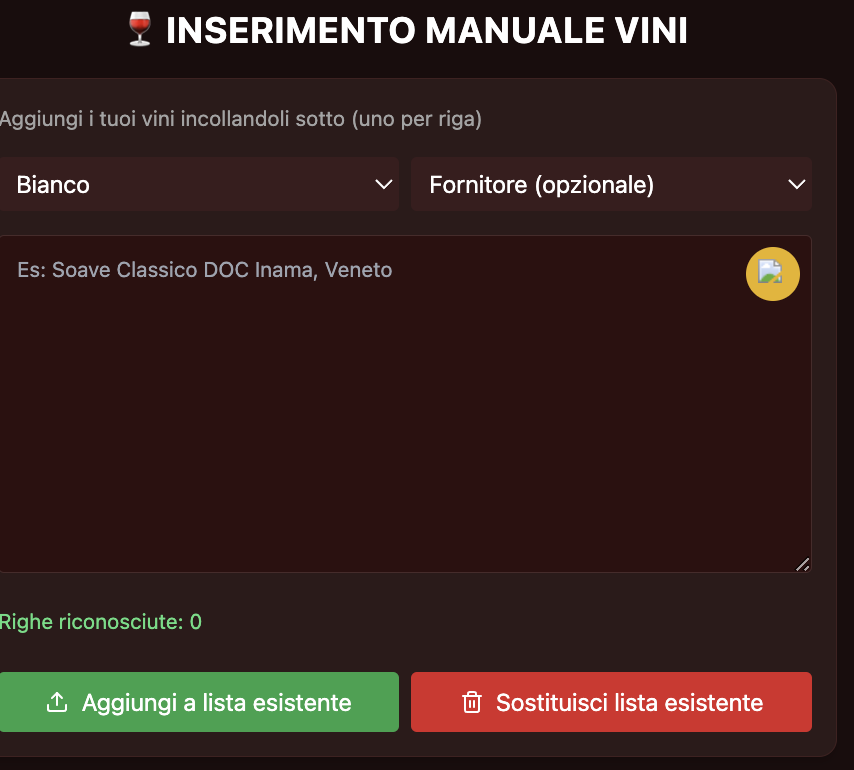 🍷 INSERIMENTO MANUALE VINI
Aggiungi i tuoi vini incollandoli sotto (uno per riga)
Bianco
Fornitore (opzionale)
Es: Soave Classico DOC Inama, Veneto
Righe riconosciute: 0
Aggiungi a lista esistente
Sostituisci lista esistente